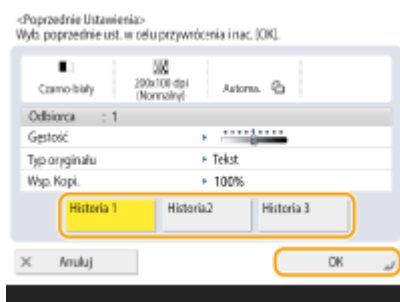 <Poprzednie Ustawienia>
Wyb. poprzednie ust. w celu przywrócenia i nac. [OK].
Czarno-biały
200x100 dpi
(Normalny)
Automa.
Odbiorca : 1
Gęstość
Typ oryginału
Tekst
Wsp. Kopi.
100%
Historia 1
Historia2
Historia 3
Anuluj
OK